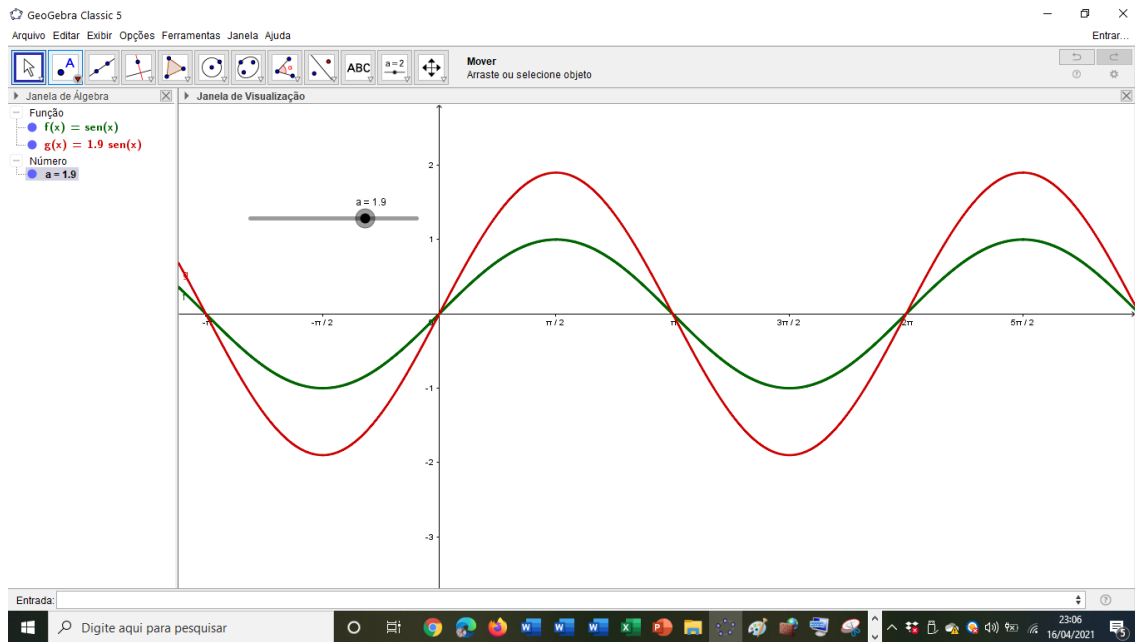 GeoGebra Classic 5
Arquivo Editar Exibir Opções Ferramentas Janela Ajuda
Entrar...
A
ABC
a=2
Mover
Arraste ou selecione objeto
Janela de Álgebra
Janela de Visualização
Função
f(x) = sen(x)
g(x) = 1.9 sen(x)
Número
a = 1.9
a = 1.9
2
1
-1
-2
-3
g
f
-π
-π / 2
0
π / 2
π
3π / 2
2π
5π / 2
Entrada:
Digite aqui para pesquisar
23:06
16/04/2021
5